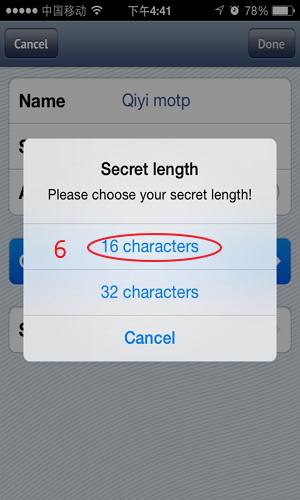 ●●●●● 中国移动 下午4:41 78%
Cancel Done
Name Qiyi motp
S
Secret length
Please choose your secret length!
A
6 16 characters
32 characters
S
Cancel